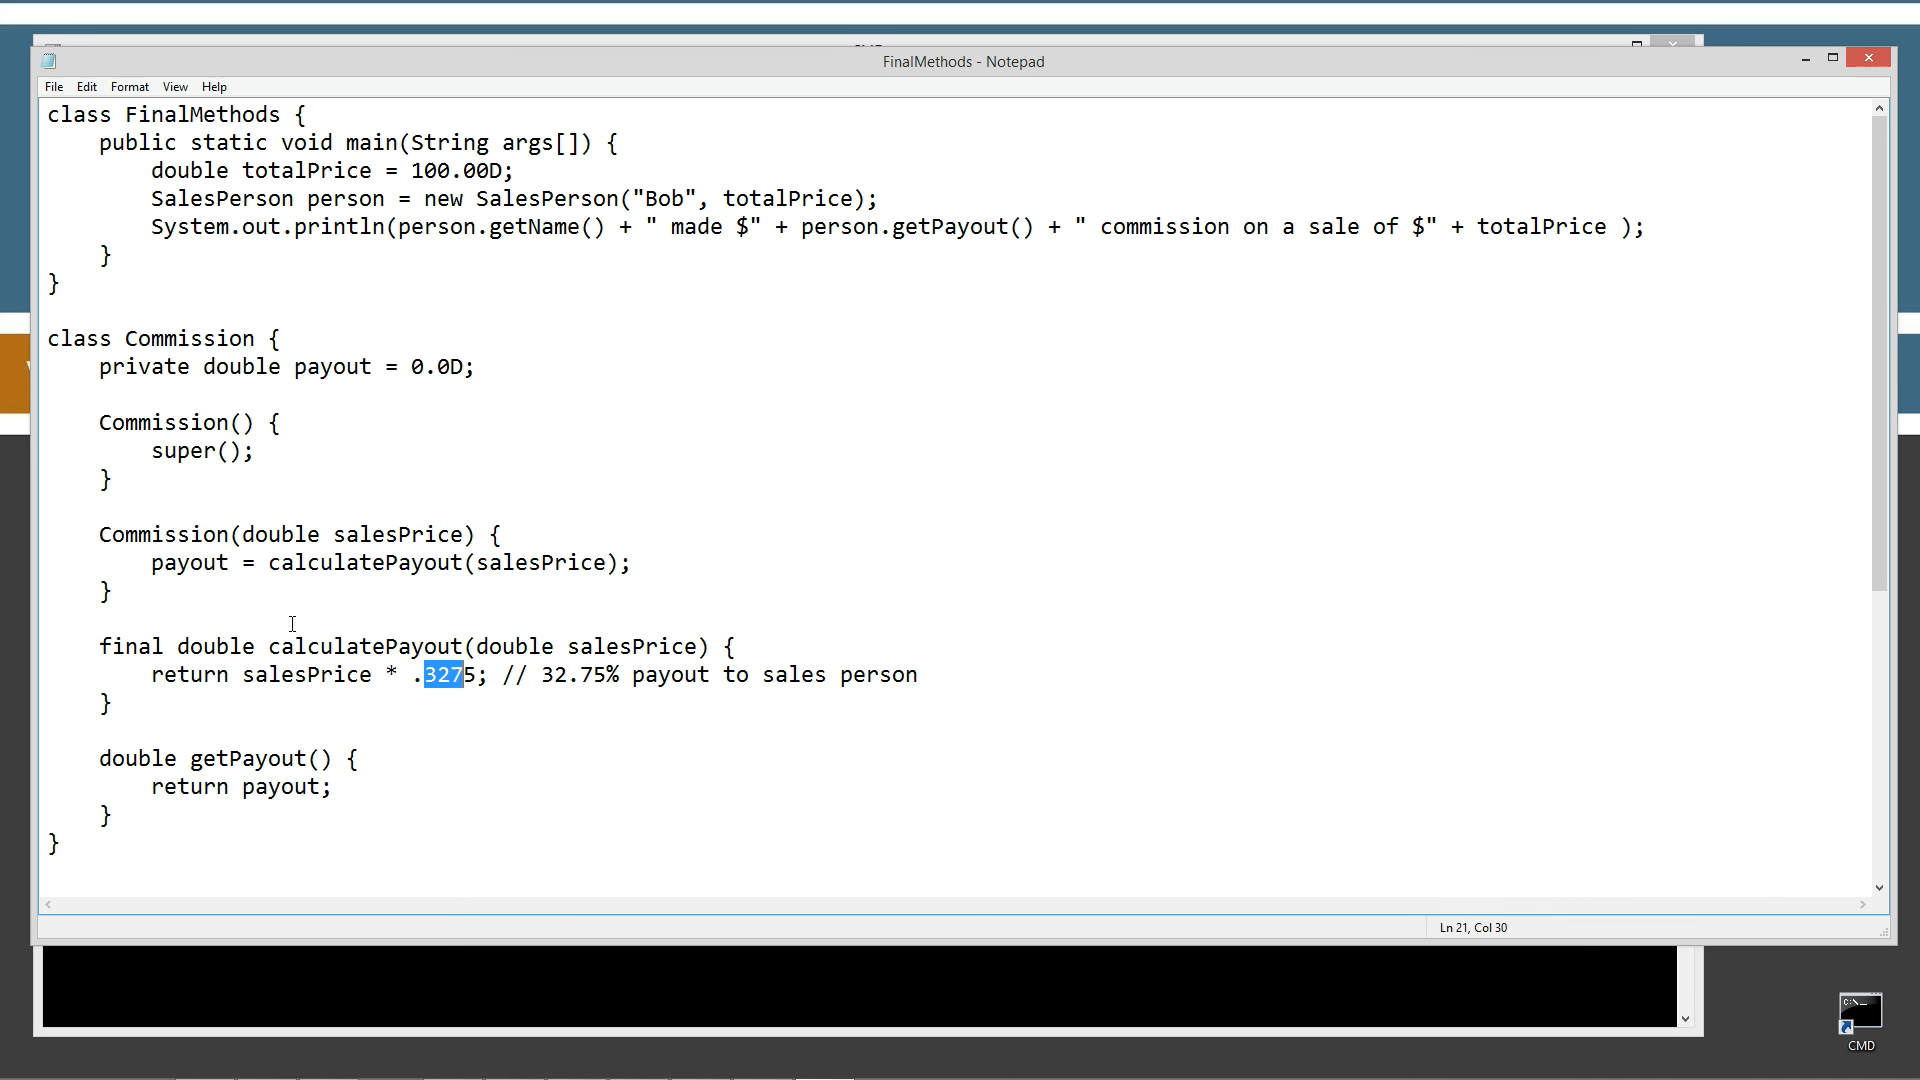 FinalMethods - Notepad
File Edit Format View Help
class FinalMethods {
    public static void main(String args[]) {
        double totalPrice = 100.00D;
        SalesPerson person = new SalesPerson("Bob", totalPrice);
        System.out.println(person.getName() + " made $" + person.getPayout() + " commission on a sale of $" + totalPrice );
    }
}

class Commission {
    private double payout = 0.0D;

    Commission() {
        super();
    }

    Commission(double salesPrice) {
        payout = calculatePayout(salesPrice);
    }

    final double calculatePayout(double salesPrice) {
        return salesPrice * .3275; // 32.75% payout to sales person
    }

    double getPayout() {
        return payout;
    }
}
Ln 21, Col 30
CMD